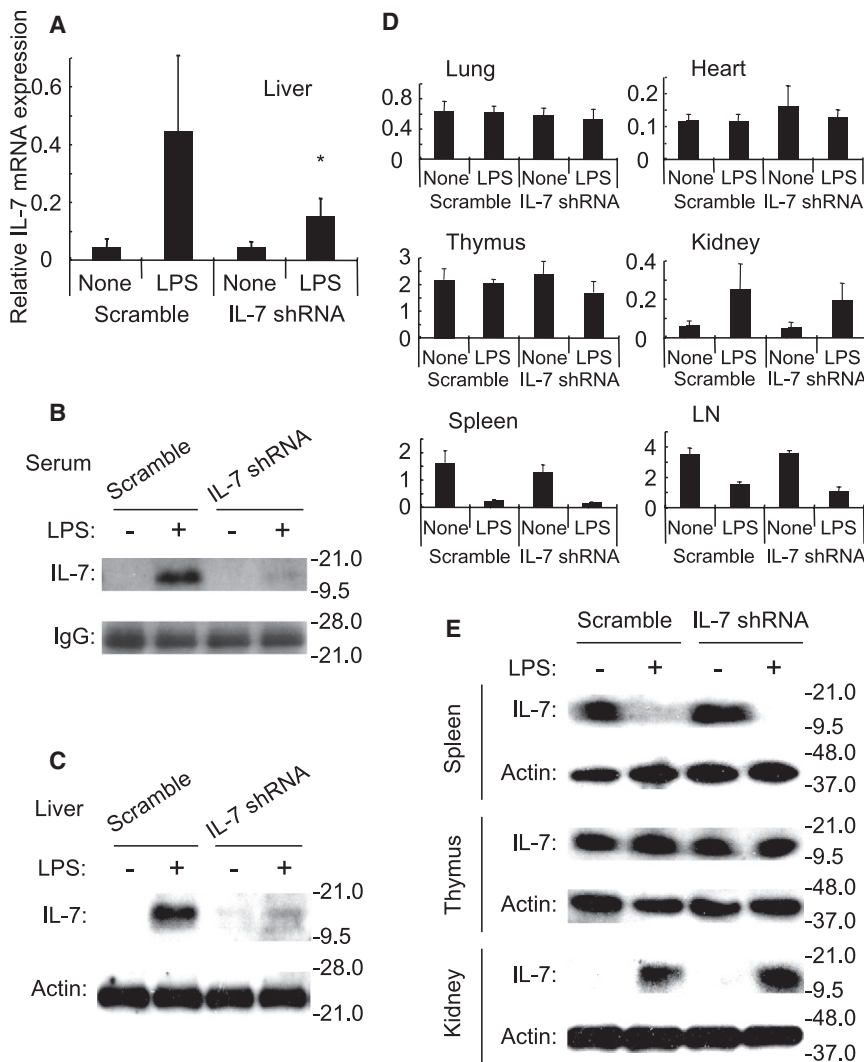 A
Relative IL-7 mRNA expression
0.6
0.4
0.2
0
Liver
*
None LPS None LPS
Scramble IL-7 shRNA
B
Serum
Scramble
IL-7 shRNA
LPS: - + - +
IL-7:
-21.0
-9.5
IgG:
-28.0
-21.0
C
Liver
Scramble
IL-7 shRNA
LPS: - + - +
IL-7:
-21.0
-9.5
Actin:
-28.0
-21.0
D
Lung
0.8
0.4
0
None LPS None LPS
Scramble IL-7 shRNA
Heart
0.2
0.1
0
None LPS None LPS
Scramble IL-7 shRNA
Thymus
3
2
1
0
None LPS None LPS
Scramble IL-7 shRNA
Kidney
0.4
0.2
0
None LPS None LPS
Scramble IL-7 shRNA
Spleen
2
1
0
None LPS None LPS
Scramble IL-7 shRNA
LN
4
2
0
None LPS None LPS
Scramble IL-7 shRNA
E
Scramble IL-7 shRNA
LPS: - + - +
Spleen
IL-7:
-21.0
-9.5
Actin:
-48.0
-37.0
Thymus
IL-7:
-21.0
-9.5
Actin:
-48.0
-37.0
Kidney
IL-7:
-21.0
-9.5
Actin:
-48.0
-37.0